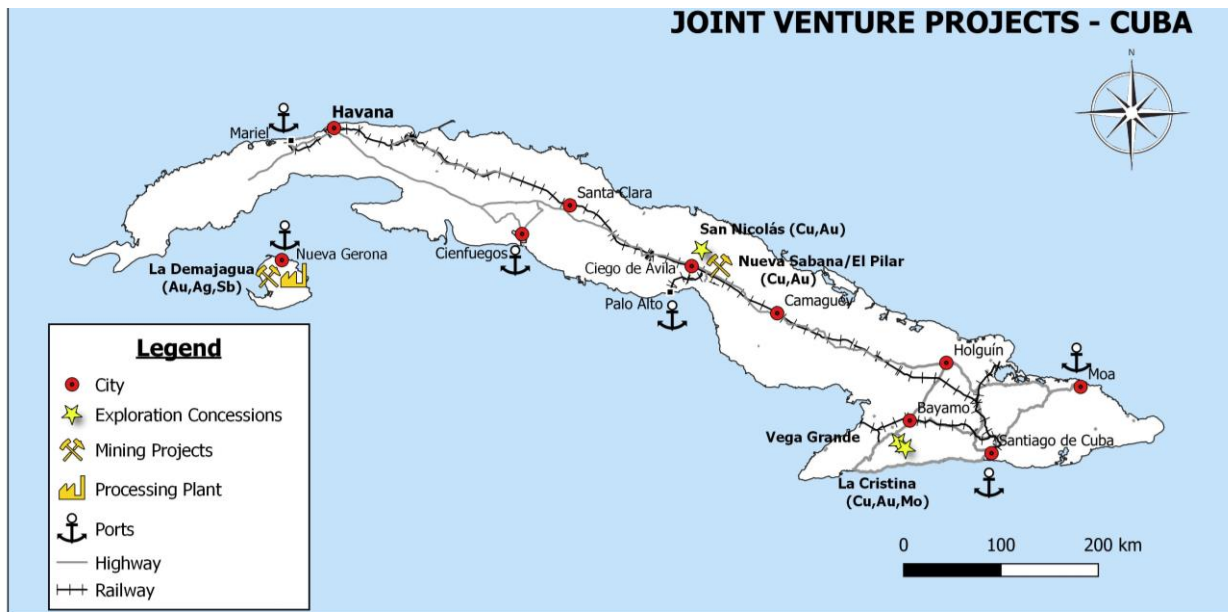 JOINT VENTURE PROJECTS - CUBA
N
Havana
Mariel
Santa Clara
San Nicolás (Cu,Au)
Nueva Gerona
Cienfuegos
La Demajagua
(Au,Ag,Sb)
Ciego de Ávila
Nueva Sabana/El Pilar
(Cu,Au)
Palo Alto
Camaguey
Holguín
Moa
Bayamo
Vega Grande
Santiago de Cuba
La Cristina
(Cu,Au,Mo)
Legend
City
Exploration Concessions
Mining Projects
Processing Plant
Ports
Highway
Railway
0 100 200 km